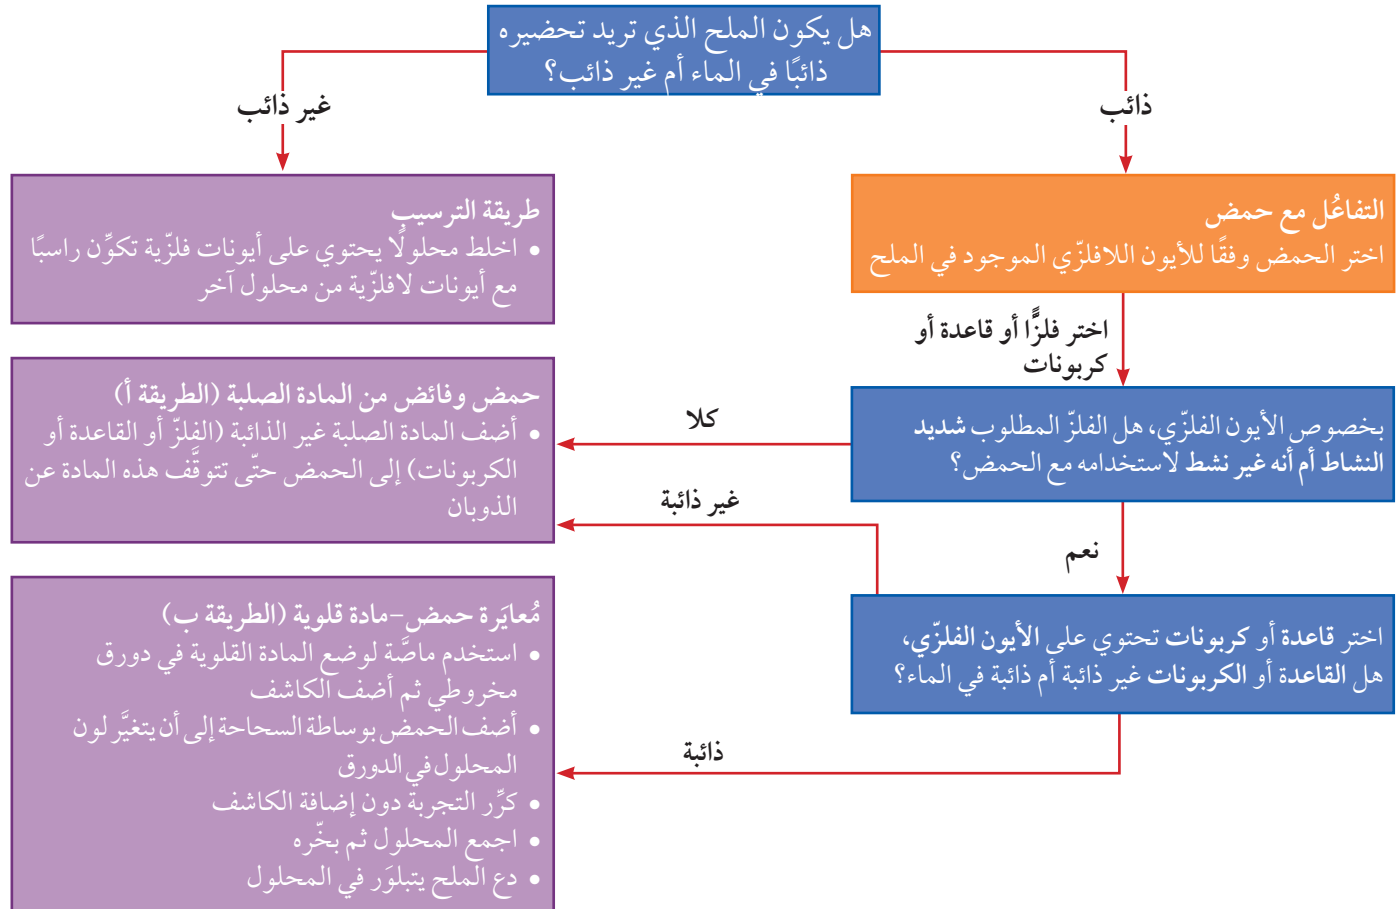 هل يكون الملح الذي تريد تحضيره
ذائبًا في الماء أم غير ذائب؟
ذائب
غير ذائب
التفاعُل مع حمض
اختر الحمض وفقًا للأيون اللافلزّي الموجود في الملح
طريقة الترسيب
• اخلط محلولًا يحتوي على أيونات فلزّية تكوِّن راسبًا
مع أيونات لافلزّية من محلول آخر
اختر فلزًّا أو قاعدة أو
كربونات
بخصوص الأيون الفلزّي، هل الفلزّ المطلوب شديد
النشاط أم أنه غير نشط لاستخدامه مع الحمض؟
كلا
حمض وفائض من المادة الصلبة (الطريقة أ)
• أضف المادة الصلبة غير الذائبة (الفلزّ أو القاعدة أو
الكربونات) إلى الحمض حتّى تتوقَّف هذه المادة عن
الذوبان
غير ذائبة
نعم
اختر قاعدة أو كربونات تحتوي على الأيون الفلزّي،
هل القاعدة أو الكربونات غير ذائبة أم ذائبة في الماء؟
ذائبة
مُعايَرة حمض–مادة قلوية (الطريقة ب)
• استخدم ماصَّة لوضع المادة القلوية في دورق
مخروطي ثم أضف الكاشف
• أضف الحمض بوساطة السحاحة إلى أن يتغيَّر لون
المحلول في الدورق
• كرِّر التجربة دون إضافة الكاشف
• اجمع المحلول ثم بخّره
• دع الملح يتبلوَر في المحلول